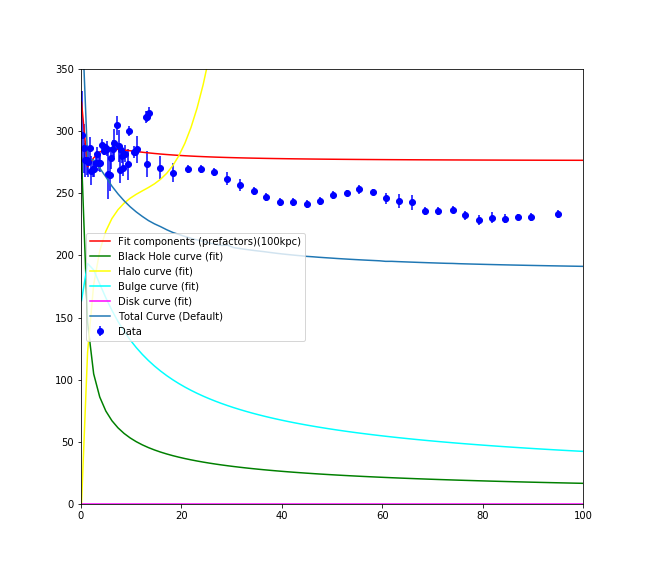 350
300
250
200
150
100
50
0
Fit components (prefactors)(100kpc)
Black Hole curve (fit)
Halo curve (fit)
Bulge curve (fit)
Disk curve (fit)
Total Curve (Default)
Data
0 20 40 60 80 100